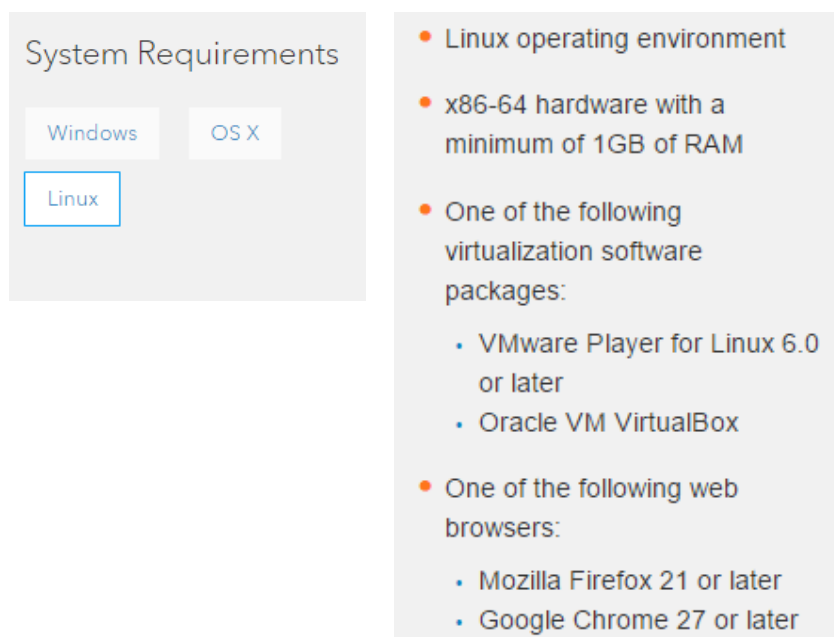 System Requirements
Windows
OS X
Linux
Linux operating environment
x86-64 hardware with a
minimum of 1GB of RAM
One of the following
virtualization software
packages:
VMware Player for Linux 6.0
or later
Oracle VM VirtualBox
One of the following web
browsers:
Mozilla Firefox 21 or later
Google Chrome 27 or later